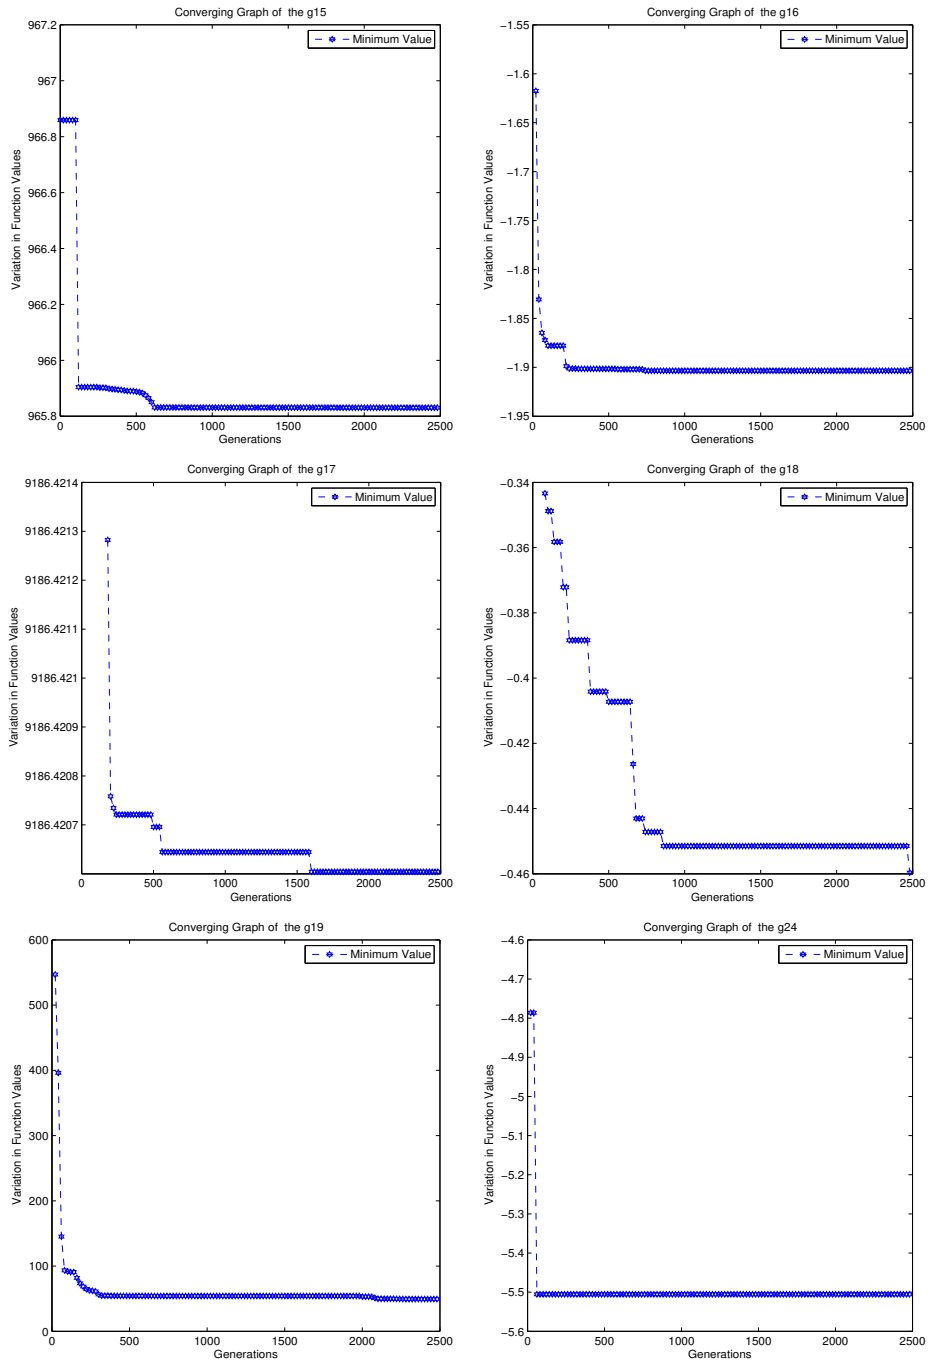 Converging Graph of the g15
967.2
967
966.8
966.6
966.4
966.2
966
965.8
Variation in Function Values
Minimum Value
0 500 1000 1500 2000 2500
Generations
Converging Graph of the g16
−1.55
−1.6
−1.65
−1.7
−1.75
−1.8
−1.85
−1.9
−1.95
Variation in Function Values
Minimum Value
0 500 1000 1500 2000 2500
Generations
Converging Graph of the g17
9186.4214
9186.4213
9186.4212
9186.4211
9186.421
9186.4209
9186.4208
9186.4207
Variation in Function Values
Minimum Value
0 500 1000 1500 2000 2500
Generations
Converging Graph of the g18
−0.34
−0.36
−0.38
−0.4
−0.42
−0.44
−0.46
Variation in Function Values
Minimum Value
0 500 1000 1500 2000 2500
Generations
Converging Graph of the g19
600
500
400
300
200
100
0
Variation in Function Values
Minimum Value
0 500 1000 1500 2000 2500
Generations
Converging Graph of the g24
−4.6
−4.7
−4.8
−4.9
−5
−5.1
−5.2
−5.3
−5.4
−5.5
−5.6
Variation in Function Values
Minimum Value
0 500 1000 1500 2000 2500
Generations